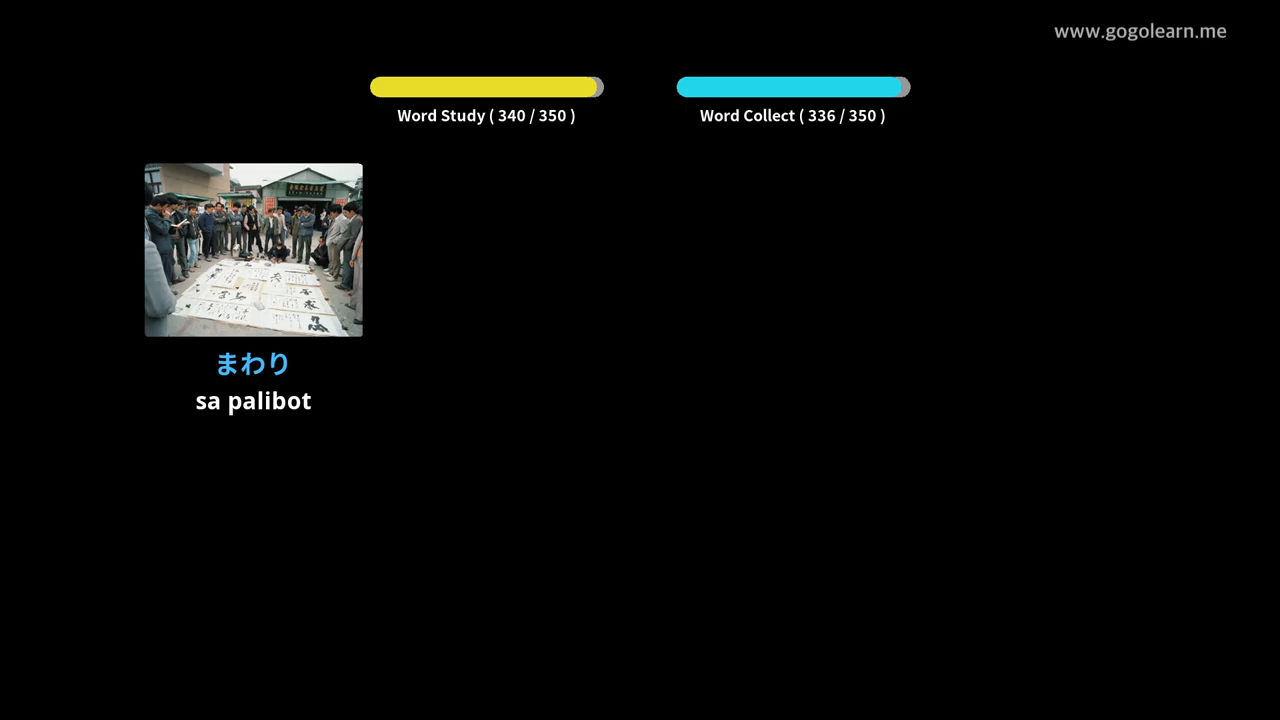 www.gogolearn.me
Word Study ( 340 / 350 )
Word Collect ( 336 / 350 )
まわり
sa palibot